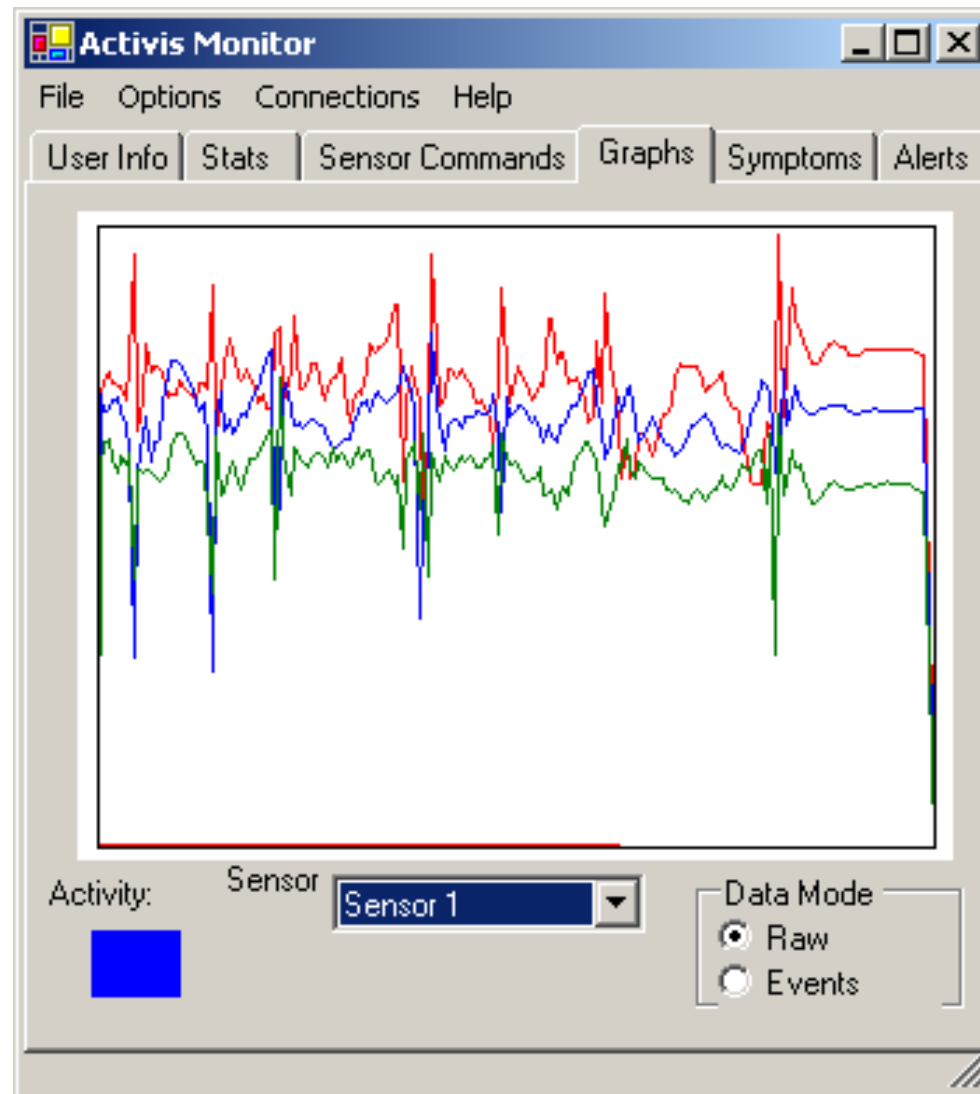 Activis Monitor
File Options Connections Help
User Info Stats Sensor Commands Graphs Symptoms Alerts
Activity:
Sensor
Sensor 1
Data Mode
Raw
Events